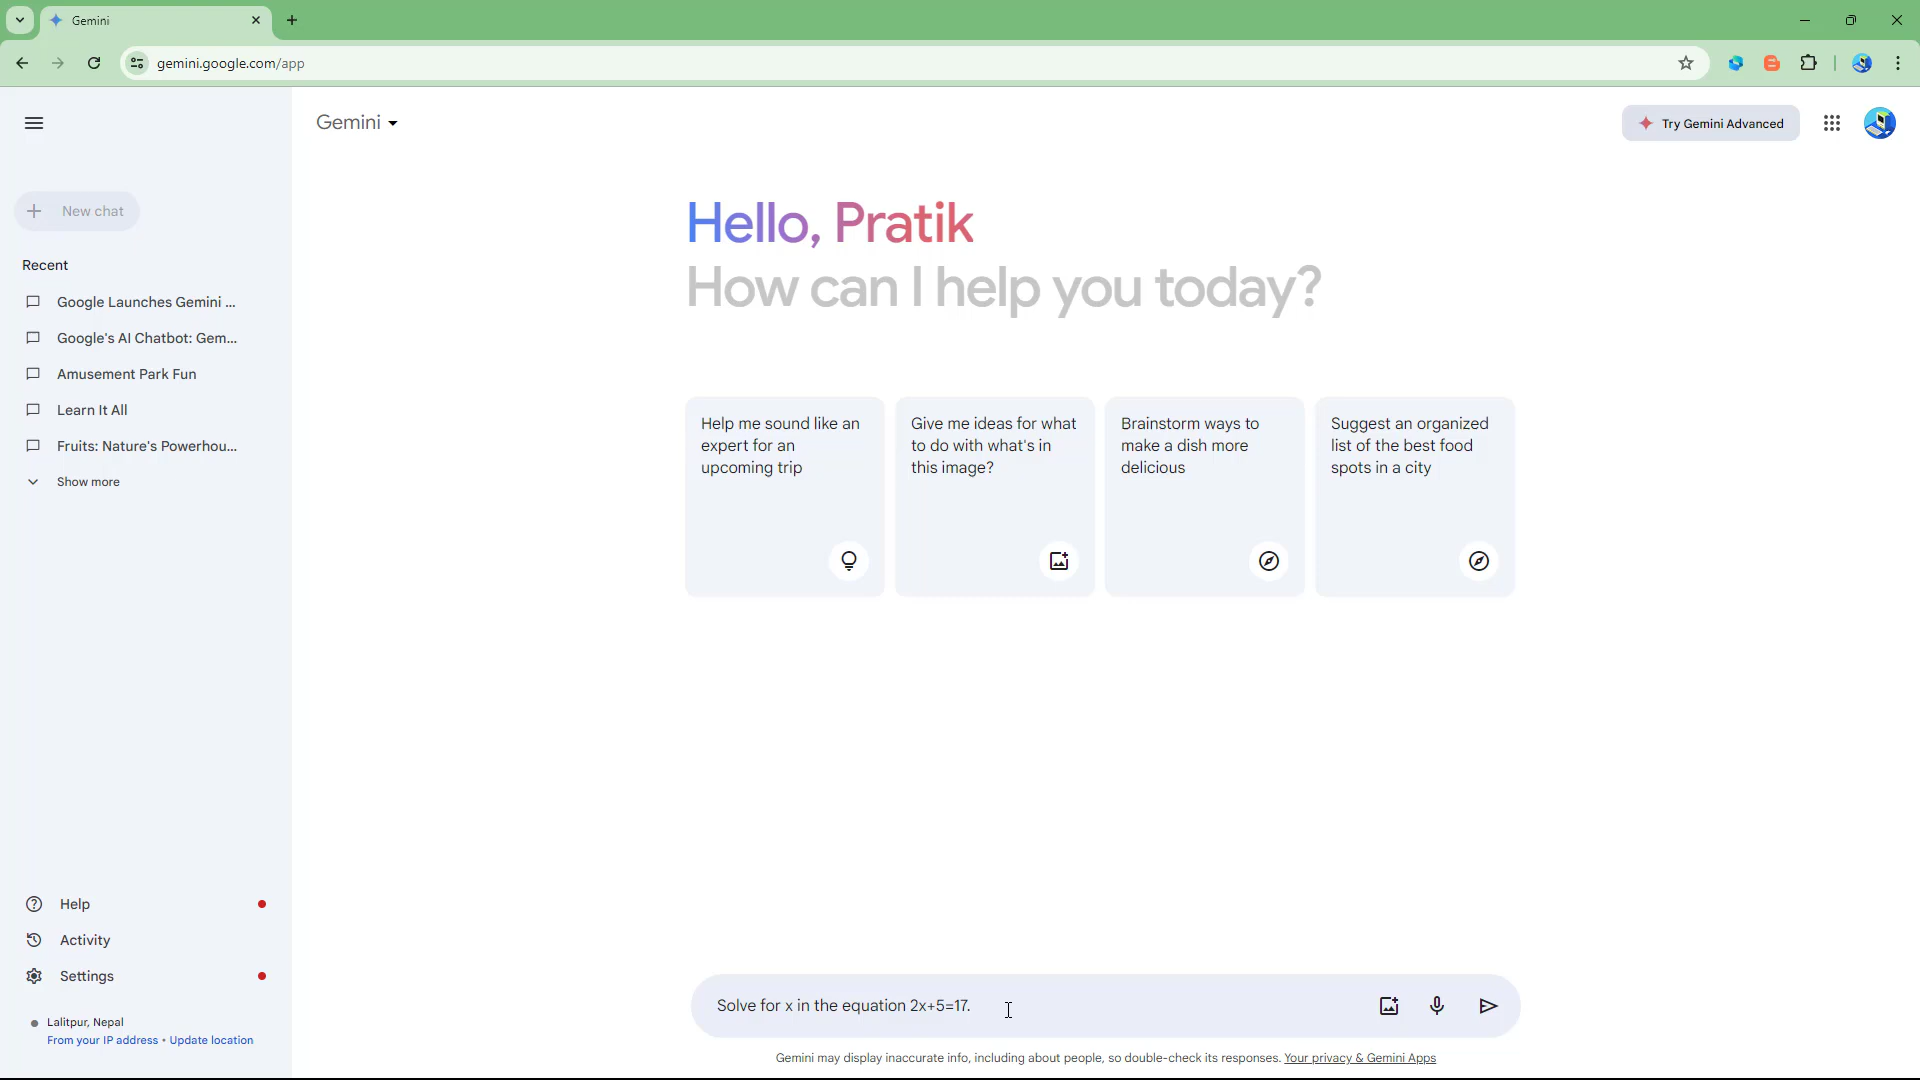 Gemini
gemini.google.com/app
Gemini
Try Gemini Advanced
New chat
Recent
Google Launches Gemini ...
Google's AI Chatbot: Gem...
Amusement Park Fun
Learn It All
Fruits: Nature's Powerhou...
Show more
Hello, Pratik
How can I help you today?
Help me sound like an
expert for an
upcoming trip
Give me ideas for what
to do with what's in
this image?
Brainstorm ways to
make a dish more
delicious
Suggest an organized
list of the best food
spots in a city
Help
Activity
Settings
Lalitpur, Nepal
From your IP address • Update location
Solve for x in the equation 2x+5=17.
Gemini may display inaccurate info, including about people, so double-check its responses. Your privacy & Gemini Apps